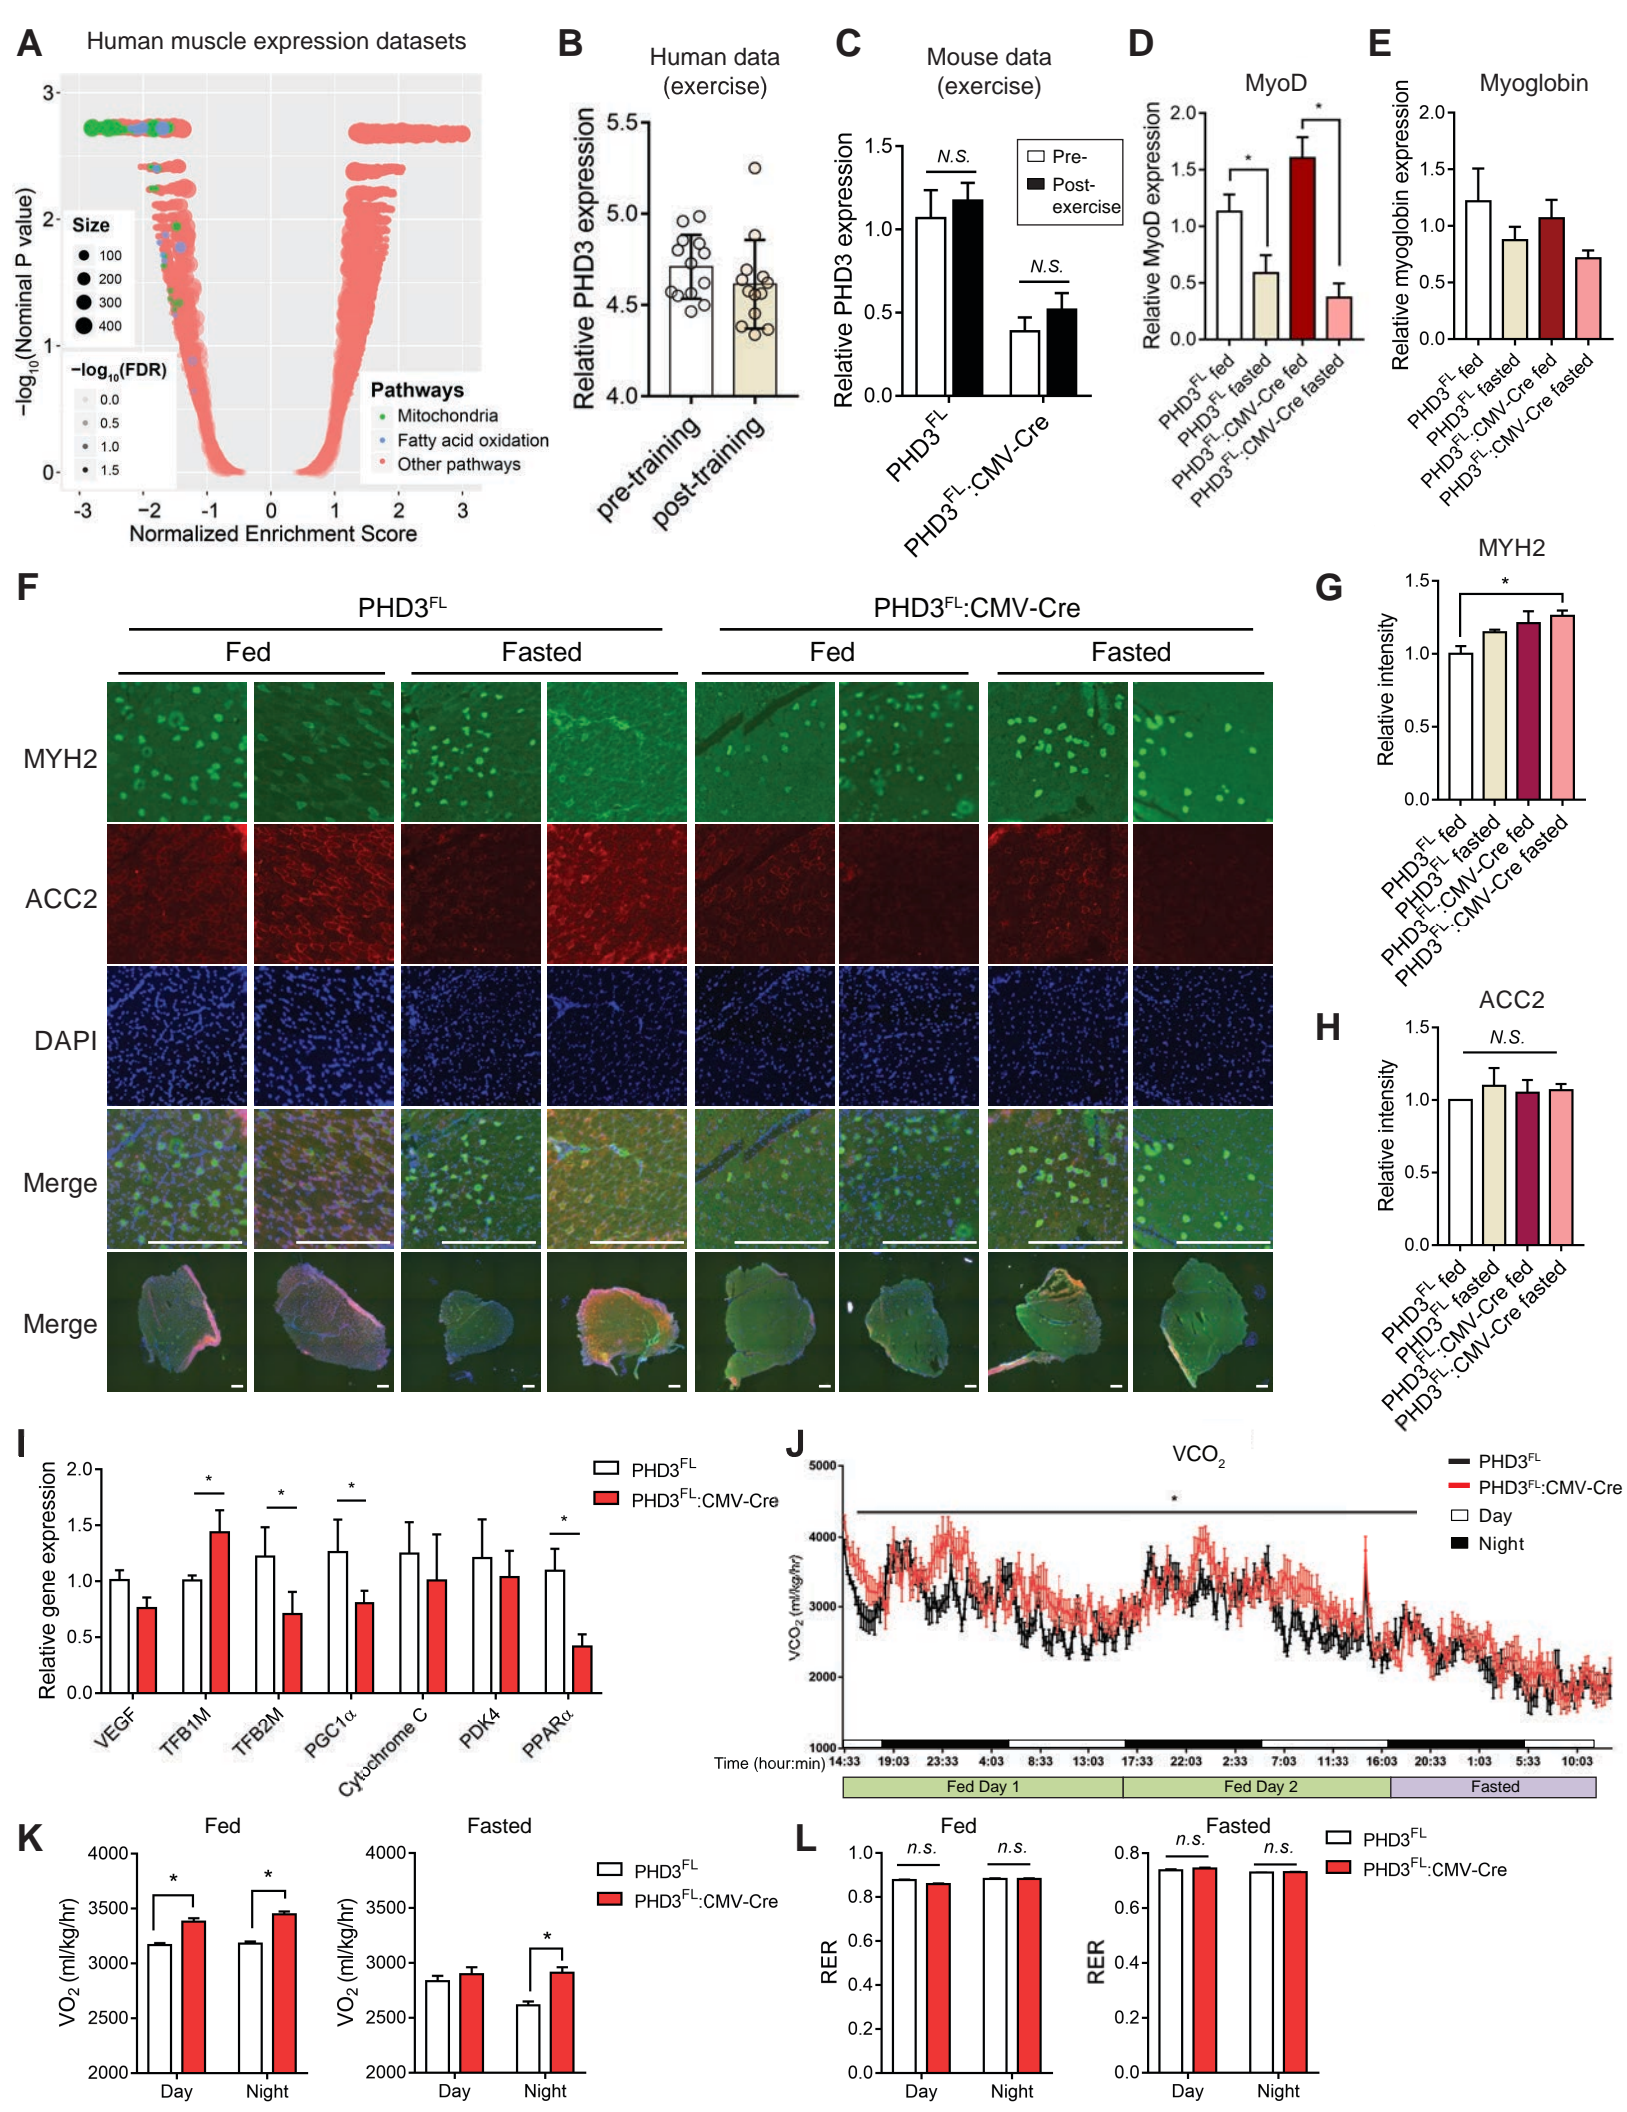 A
Human muscle expression datasets
3
2
1
0
−log10(Nominal P value)
Size
100
200
300
400
−log10(FDR)
0.0
0.5
1.0
1.5
Pathways
Mitochondria
Fatty acid oxidation
Other pathways
-3
−2
-1
0
1
2
3
Normalized Enrichment Score
B
Human data
(exercise)
Relative PHD3 expression
5.5
5.0
4.5
4.0
pre-training
post-training
C
Mouse data
(exercise)
Relative PHD3 expression
1.5
1.0
0.5
0.0
N.S.
N.S.
Pre-
Post-
exercise
PHD3FL
PHD3FL:CMV-Cre
D
MyoD
Relative MyoD expression
2.0
1.5
1.0
0.5
0.0
*
*
PHD3FL fed
PHD3FL fasted
PHD3FL:CMV-Cre fed
PHD3FL:CMV-Cre fasted
E
Myoglobin
Relative myoglobin expression
2.0
1.5
1.0
0.5
0.0
PHD3FL fed
PHD3FL fasted
PHD3FL:CMV-Cre fed
PHD3FL:CMV-Cre fasted
F
PHD3FL
PHD3FL:CMV-Cre
Fed
Fasted
Fed
Fasted
MYH2
ACC2
DAPI
Merge
Merge
G
MYH2
Relative intensity
1.5
1.0
0.5
0.0
*
PHD3FL fed
PHD3FL fasted
PHD3FL:CMV-Cre fed
PHD3FL:CMV-Cre fasted
H
ACC2
Relative intensity
1.5
1.0
0.5
0.0
N.S.
PHD3FL fed
PHD3FL fasted
PHD3FL:CMV-Cre fed
PHD3FL:CMV-Cre fasted
I
Relative gene expression
2.0
1.5
1.0
0.5
0.0
*
*
*
*
PHD3FL
PHD3FL:CMV-Cre
VEGF
TFB1M
TFB2M
PGC1α
Cytochrome C
PDK4
PPARα
J
VCO2
VCO2 (ml/kg/hr)
5000
4000
3000
2000
1000
*
PHD3FL
PHD3FL:CMV-Cre
Day
Night
Time (hour:min)
14:33 19:03 23:33 4:03 8:33 13:03 17:33 22:03 2:33 7:03 11:33 16:03 20:33 1:03 5:33 10:03
Fed Day 1
Fed Day 2
Fasted
K
Fed
VO2 (ml/kg/hr)
4000
3500
3000
2500
2000
*
*
Day
Night
Fasted
VO2 (ml/kg/hr)
4000
3500
3000
2500
2000
*
Day
Night
PHD3FL
PHD3FL:CMV-Cre
L
Fed
RER
1.0
0.8
0.6
0.4
0.2
0.0
n.s.
n.s.
Day
Night
Fasted
RER
0.8
0.6
0.4
0.2
0.0
n.s.
n.s.
Day
Night
PHD3FL
PHD3FL:CMV-Cre